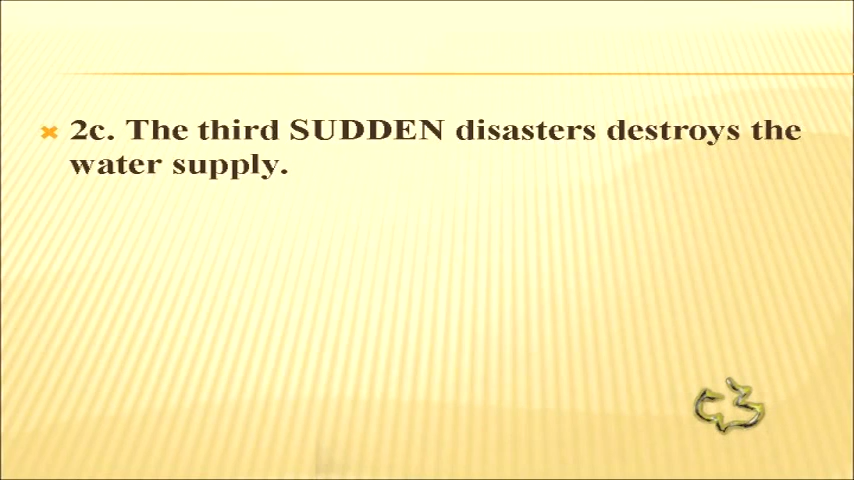 2c. The third SUDDEN disasters destroys the
water supply.